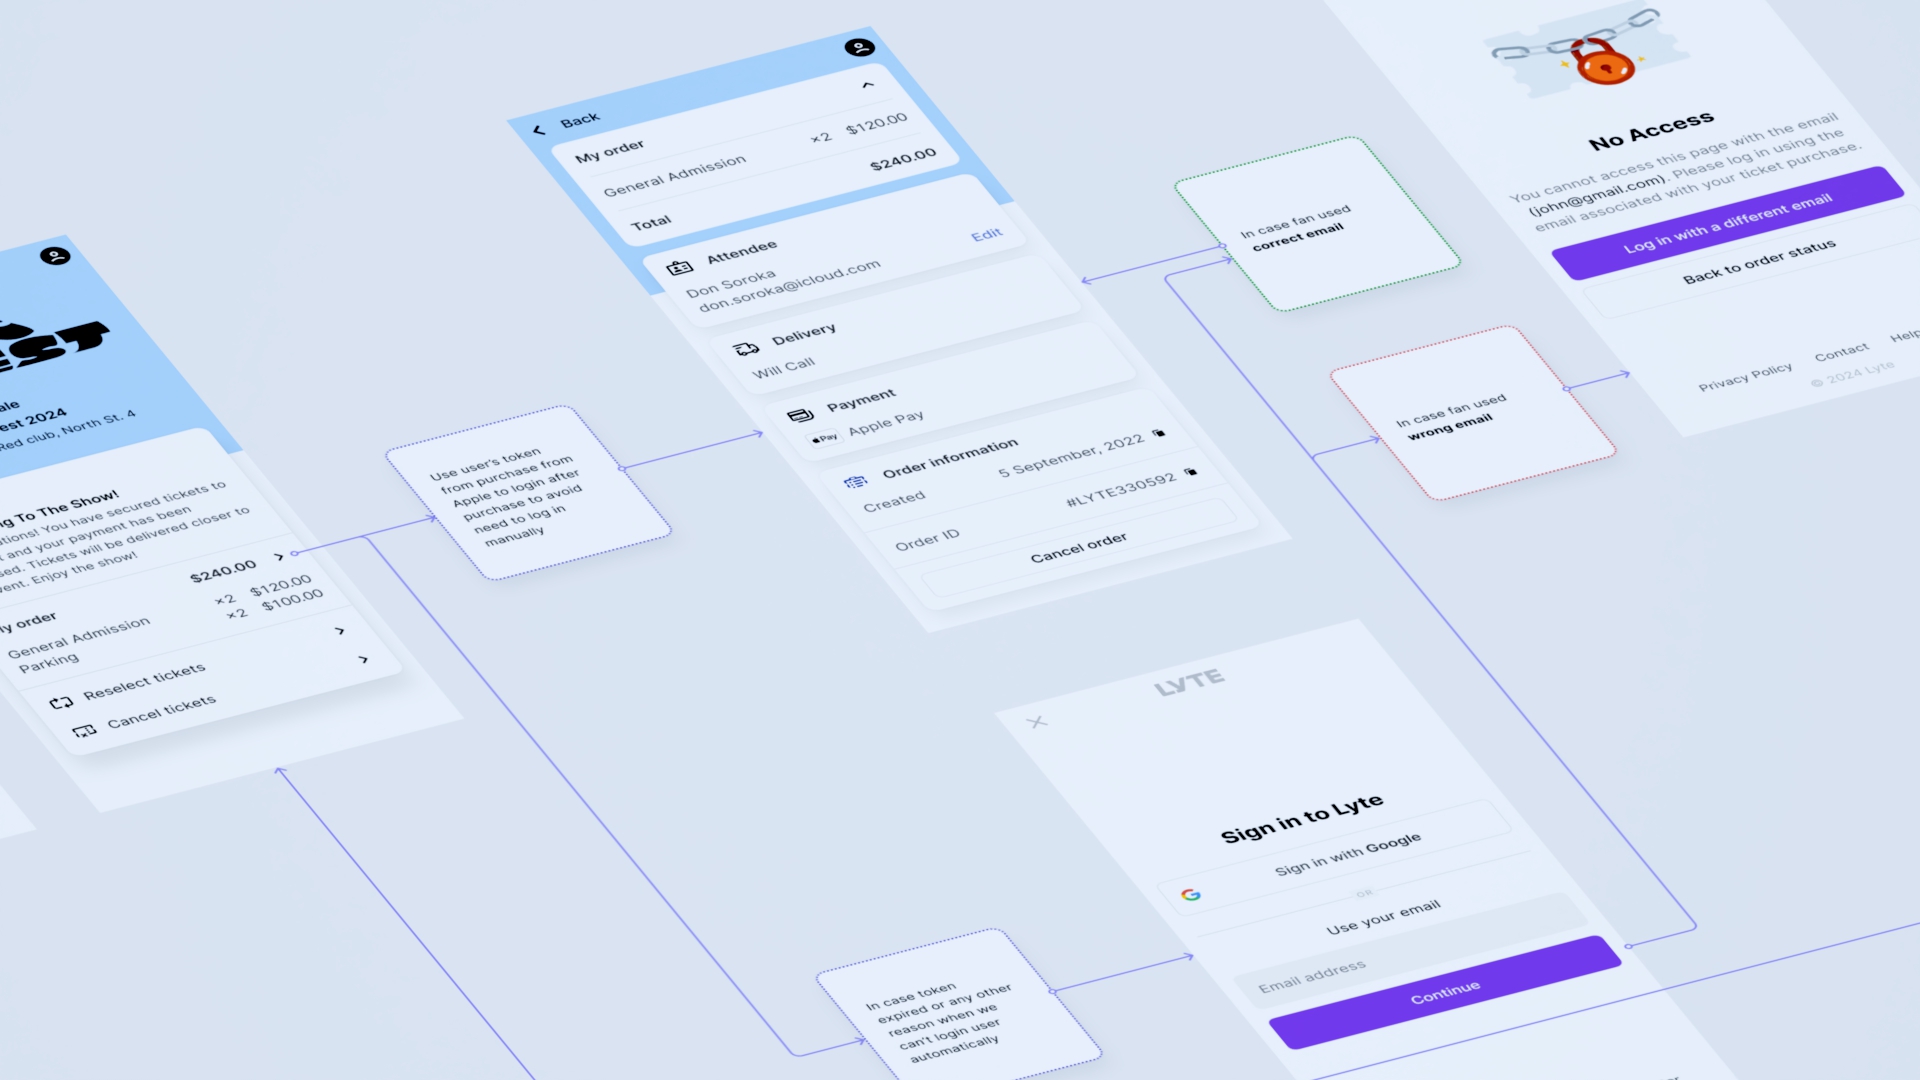 ale
est 2024
Red club, North St. 4
g To The Show!
tions! You have secured tickets to
t and your payment has been
sed. Tickets will be delivered closer to
vent. Enjoy the show!
y order
$240.00
General Admission ×2 $120.00
Parking ×2 $100.00
Reselect tickets
Cancel tickets
Use user's token
from purchase from
Apple to login after
purchase to avoid
need to log in
manually
Back
My order
General Admission ×2 $120.00
Total $240.00
Attendee
Edit
Don Soroka
don.soroka@icloud.com
Delivery
Will Call
Payment
Pay Apple Pay
Order information
Created 5 September, 2022
Order ID #LYTE330592
Cancel order
In case fan used
correct email
In case fan used
wrong email
No Access
You cannot access this page with the email
(john@gmail.com). Please log in using the
email associated with your ticket purchase.
Log in with a different email
Back to order status
Privacy Policy Contact Help
© 2024 Lyte
In case token
expired or any other
reason when we
can't login user
automatically
LYTE
Sign in to Lyte
G Sign in with Google
OR
Use your email
Email address
Continue